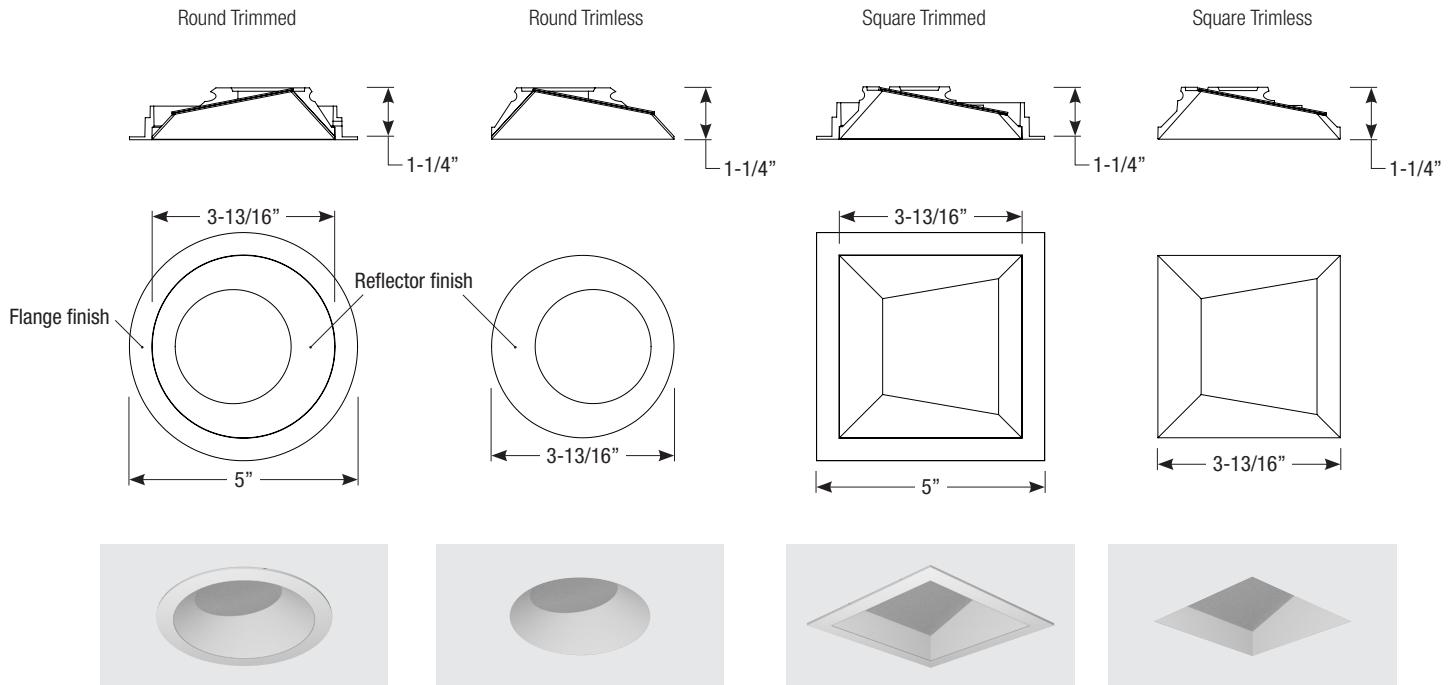 Round Trimmed
Round Trimless
Square Trimmed
Square Trimless
1-1/4”
1-1/4”
1-1/4”
1-1/4”
3-13/16”
3-13/16”
Reflector finish
Flange finish
5”
3-13/16”
5”
3-13/16”